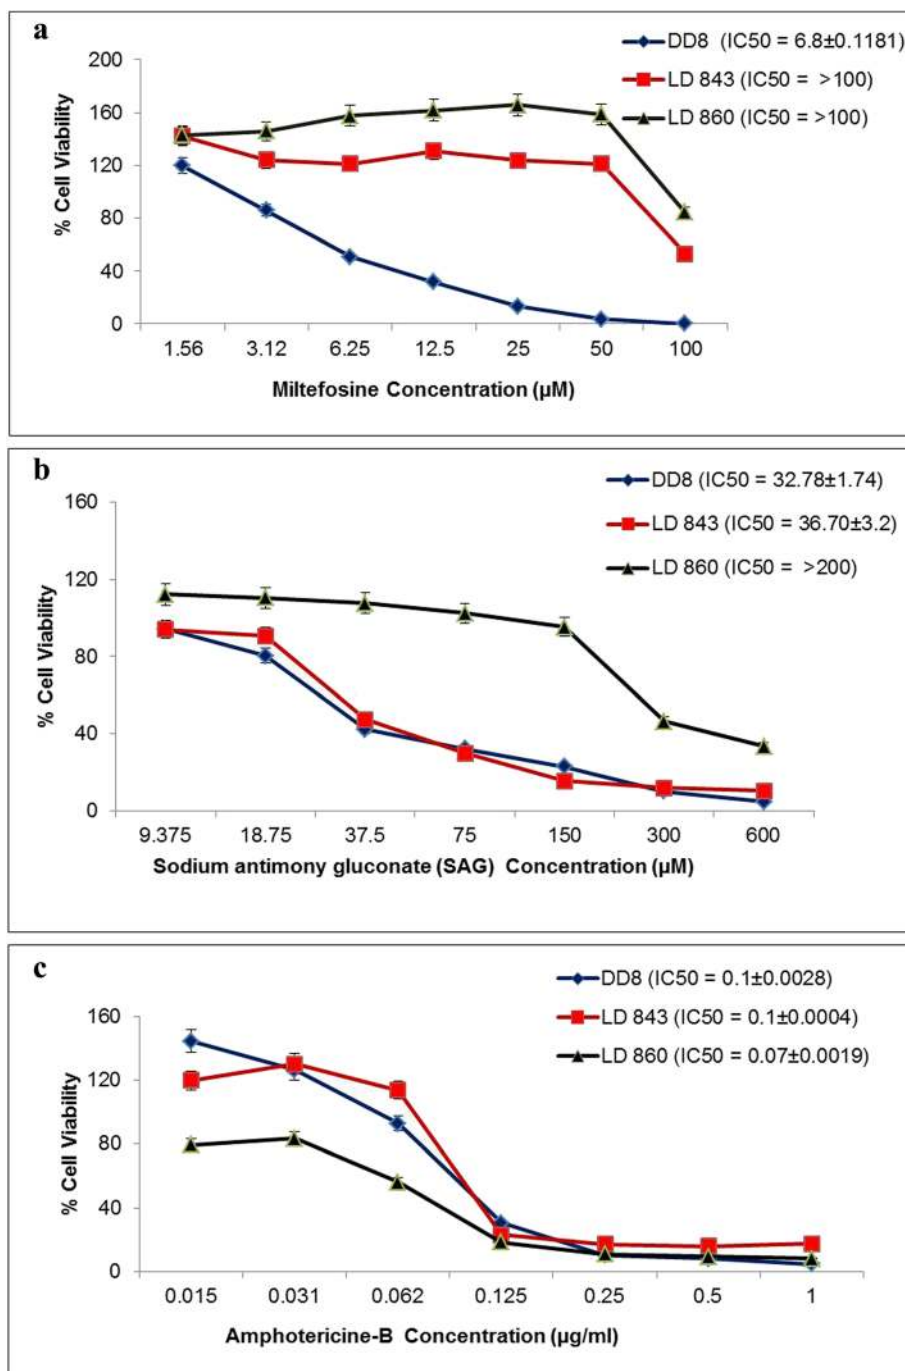 a
DD8 (IC50 = 6.8±0.1181)
LD 843 (IC50 = >100)
LD 860 (IC50 = >100)
200
160
120
80
40
0
% Cell Viability
1.56 3.12 6.25 12.5 25 50 100
Miltefosine Concentration (µM)
b
DD8 (IC50 = 32.78±1.74)
LD 843 (IC50 = 36.70±3.2)
LD 860 (IC50 = >200)
160
120
80
40
0
% Cell Viability
9.375 18.75 37.5 75 150 300 600
Sodium antimony gluconate (SAG) Concentration (µM)
c
DD8 (IC50 = 0.1±0.0028)
LD 843 (IC50 = 0.1±0.0004)
LD 860 (IC50 = 0.07±0.0019)
160
120
80
40
0
% Cell Viability
0.015 0.031 0.062 0.125 0.25 0.5 1
Amphotericine-B Concentration (µg/ml)